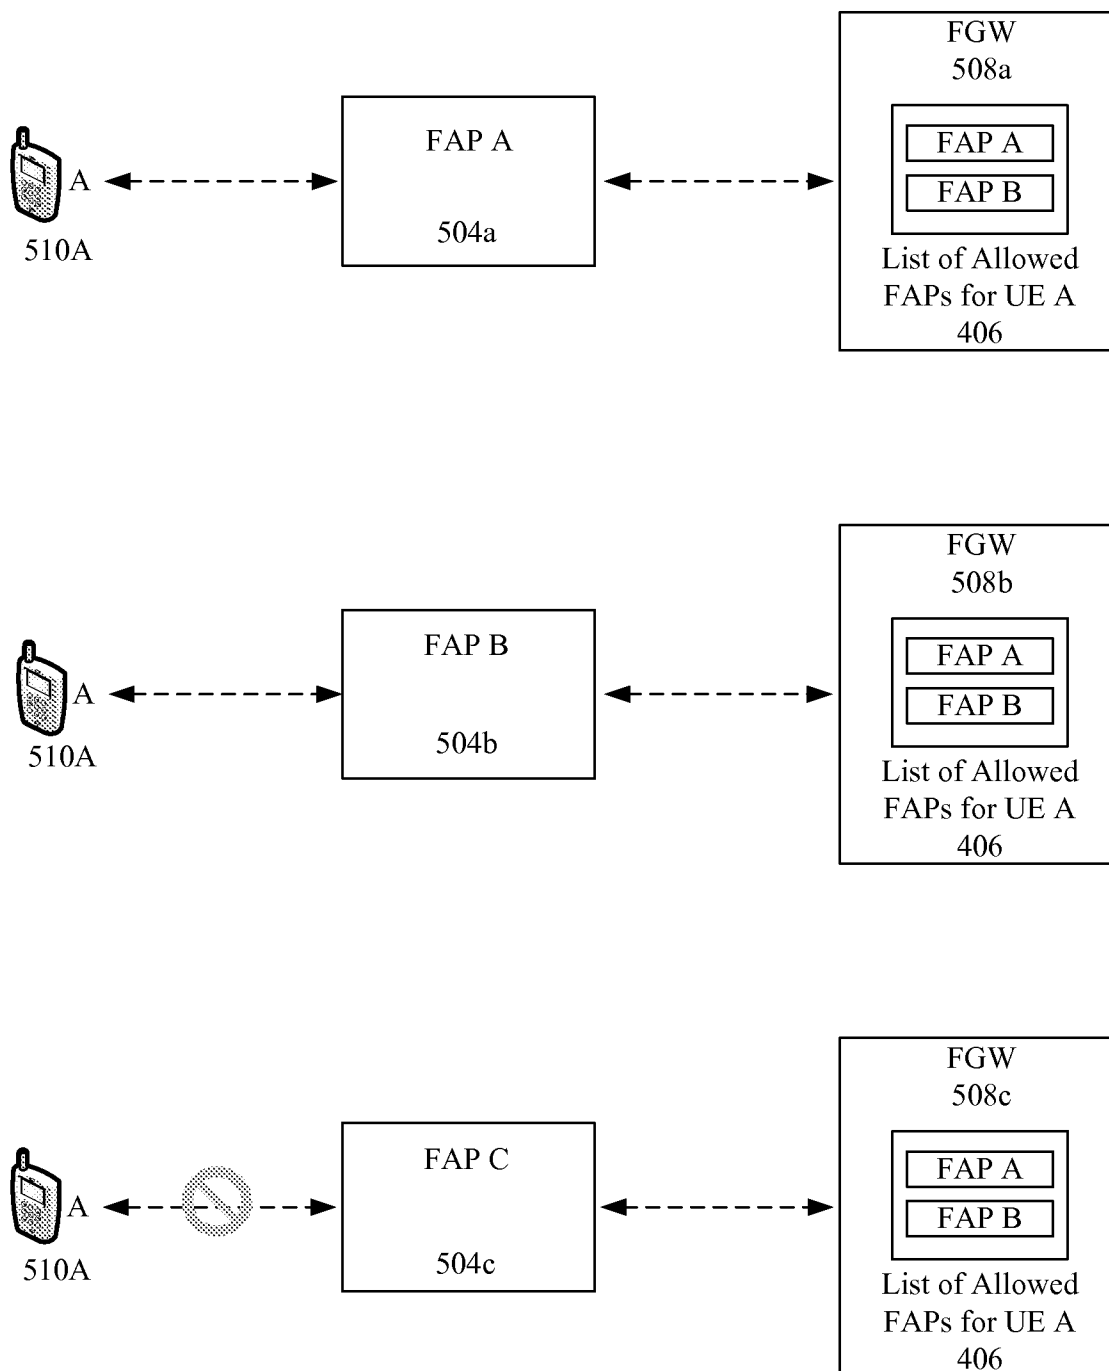 FGW
508a
FAP A
FAP B
List of Allowed
FAPs for UE A
406
FAP A
504a
A
510A
FGW
508b
FAP A
FAP B
List of Allowed
FAPs for UE A
406
FAP B
504b
A
510A
FGW
508c
FAP A
FAP B
List of Allowed
FAPs for UE A
406
FAP C
504c
A
510A